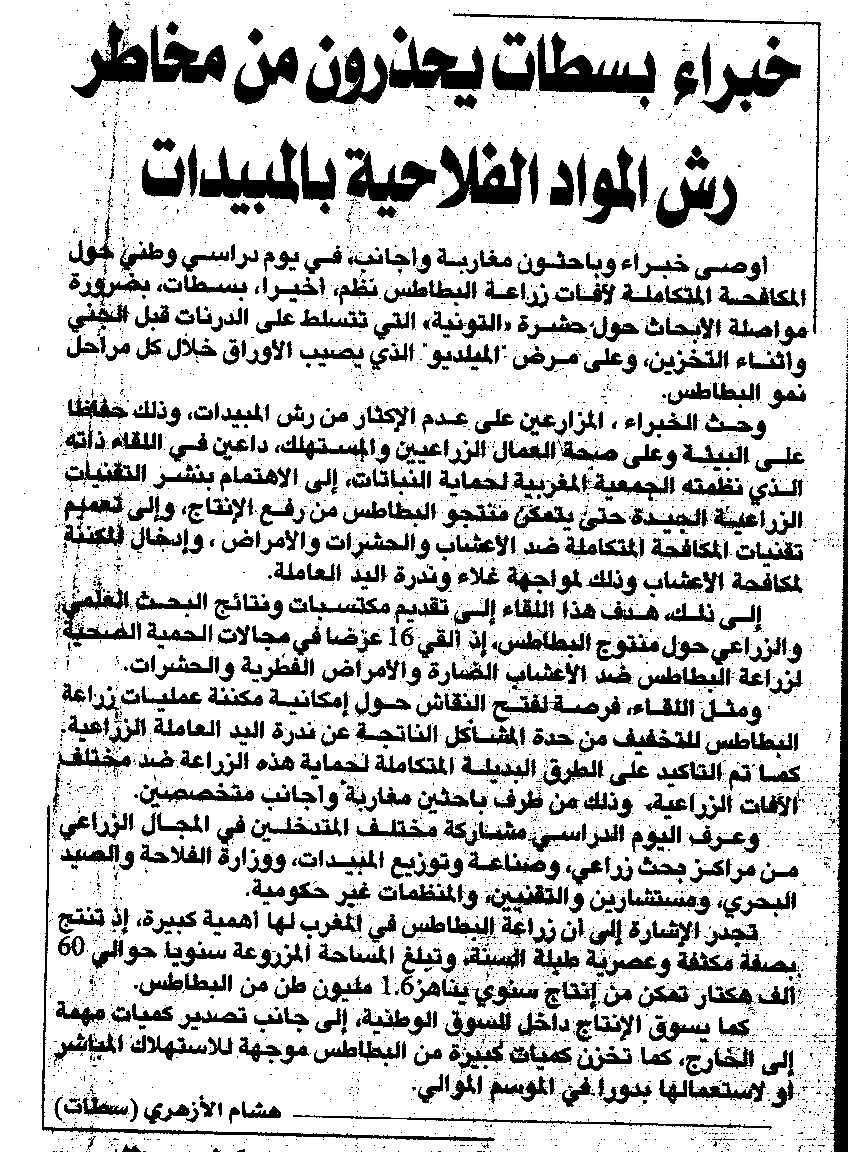 خبراء بسطات يحذرون من مخاطر
رش المواد الفلاحية بالمبيدات
أوصى خبراء وباحثون مغاربة وأجانب، في يوم دراسي وطني حول
المكافحة المتكاملة لآفات زراعة البطاطس نظم، أخيرا، بسطات، بضرورة
مواصلة الأبحاث حول حشرة «التونية» التي تتسلط على الدرنات قبل الجني
وأثناء التخزين، وعلى مرض "الميلديو" الذي يصيب الأوراق خلال كل مراحل
نمو البطاطس.
وحث الخبراء ، المزارعين على عدم الإكثار من رش المبيدات، وذلك حفاظا
على البيئة وعلى صحة العمال الزراعيين والمستهلك، داعين في اللقاء ذاته
الذي نظمته الجمعية المغربية لحماية النباتات، إلى الاهتمام بنشر التقنيات
الزراعية الجيدة حتى يتمكن منتجو البطاطس من رفع الإنتاج، وإلى تعميم
تقنيات المكافحة المتكاملة ضد الأعشاب والحشرات والأمراض ، وإدخال المكننة
لمكافحة الأعشاب وذلك لمواجهة غلاء وندرة اليد العاملة.
إلى ذلك، هدف هذا اللقاء إلى تقديم مكتسبات ونتائج البحث العلمي
والزراعي حول منتوج البطاطس، إذ ألقي 16 عرضا في مجالات الحمية الصحية
لزراعة البطاطس ضد الأعشاب الضارة والأمراض الفطرية والحشرات.
ومثل اللقاء، فرصة لفتح النقاش حول إمكانية مكننة عمليات زراعة
البطاطس للتخفيف من حدة المشاكل الناتجة عن ندرة اليد العاملة الزراعية.
كما تم التأكيد على الطرق البديلة المتكاملة لحماية هذه الزراعة ضد مختلف
الآفات الزراعية، وذلك من طرف باحثين مغاربة وأجانب متخصصين.
وعرف اليوم الدراسي مشاركة مختلف المتدخلين في المجال الزراعي
من مراكز بحث زراعي، وصناعة وتوزيع المبيدات، ووزارة الفلاحة والصيد
البحري، ومستشارين والتقنيين، والمنظمات غير حكومية.
تجدر الإشارة إلى أن زراعة البطاطس في المغرب لها أهمية كبيرة، إذ تنتج
بصفة مكثفة وعصرية طيلة السنة، وتبلغ المساحة المزروعة سنويا حوالي 60
ألف هكتار تمكن من إنتاج سنوي يناهز 1.6 مليون طن من البطاطس.
كما يسوق الإنتاج داخل السوق الوطنية، إلى جانب تصدير كميات مهمة
إلى الخارج، كما تخزن كميات كبيرة من البطاطس موجهة للاستهلاك المباشر
أو لاستعمالها بدورا في الموسم الموالي.
هشام الأزهري (سطات)